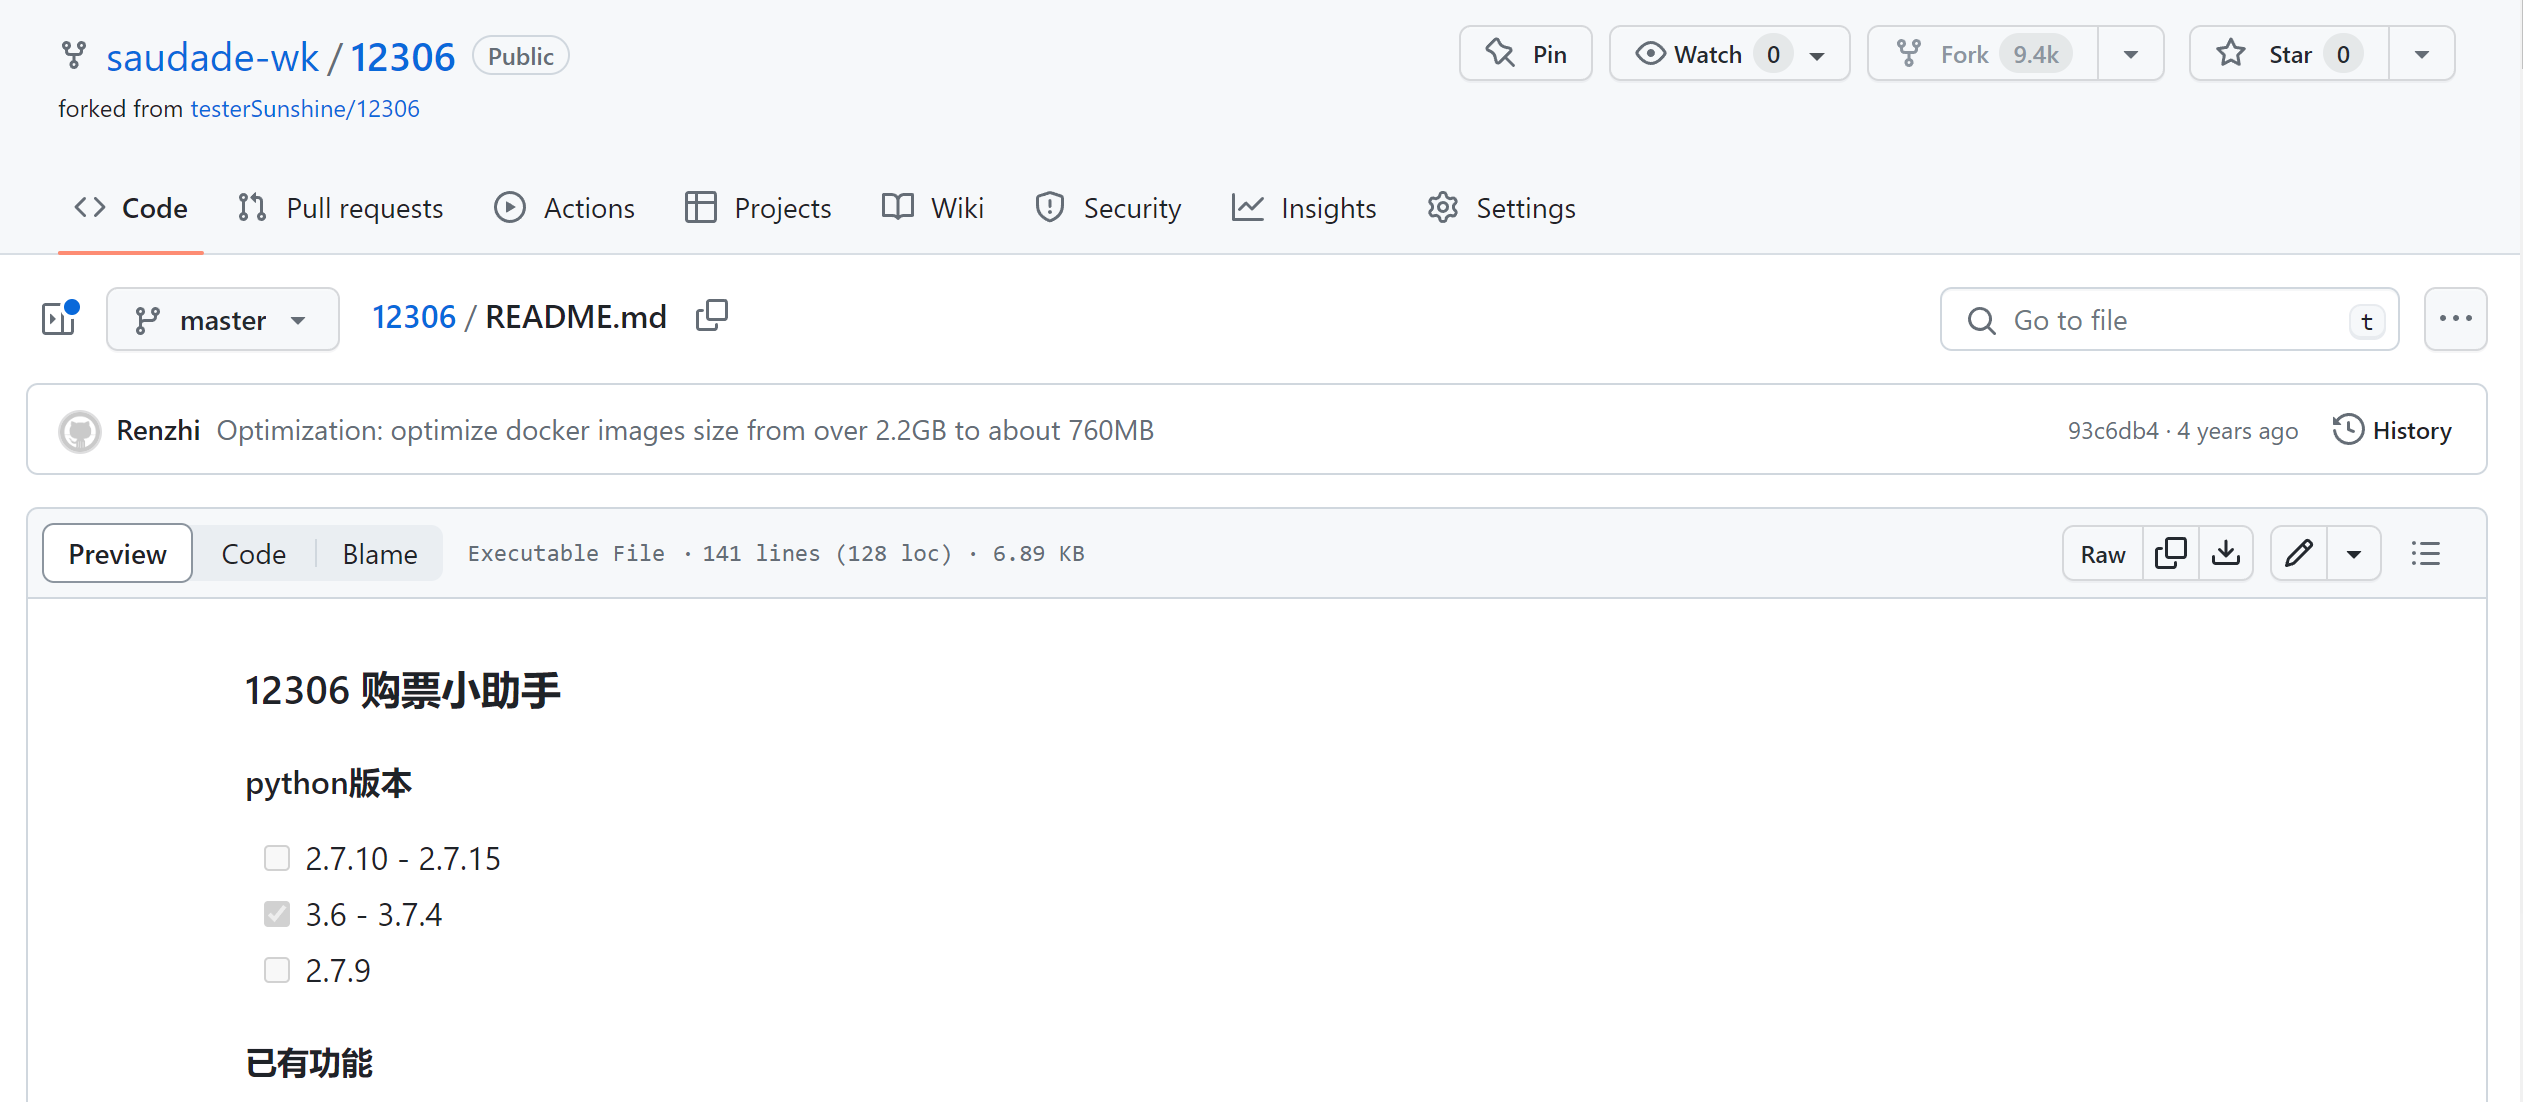 saudade-wk / 12306 Public
Pin Watch 0 Fork 9.4k Star 0
forked from testerSunshine/12306
Code Pull requests Actions Projects Wiki Security Insights Settings
master 12306 / README.md Go to file t
Renzhi Optimization: optimize docker images size from over 2.2GB to about 760MB 93c6db4 · 4 years ago History
Preview Code Blame Executable File · 141 lines (128 loc) · 6.89 KB Raw
12306 购票小助手
python版本
2.7.10 - 2.7.15
3.6 - 3.7.4
2.7.9
已有功能